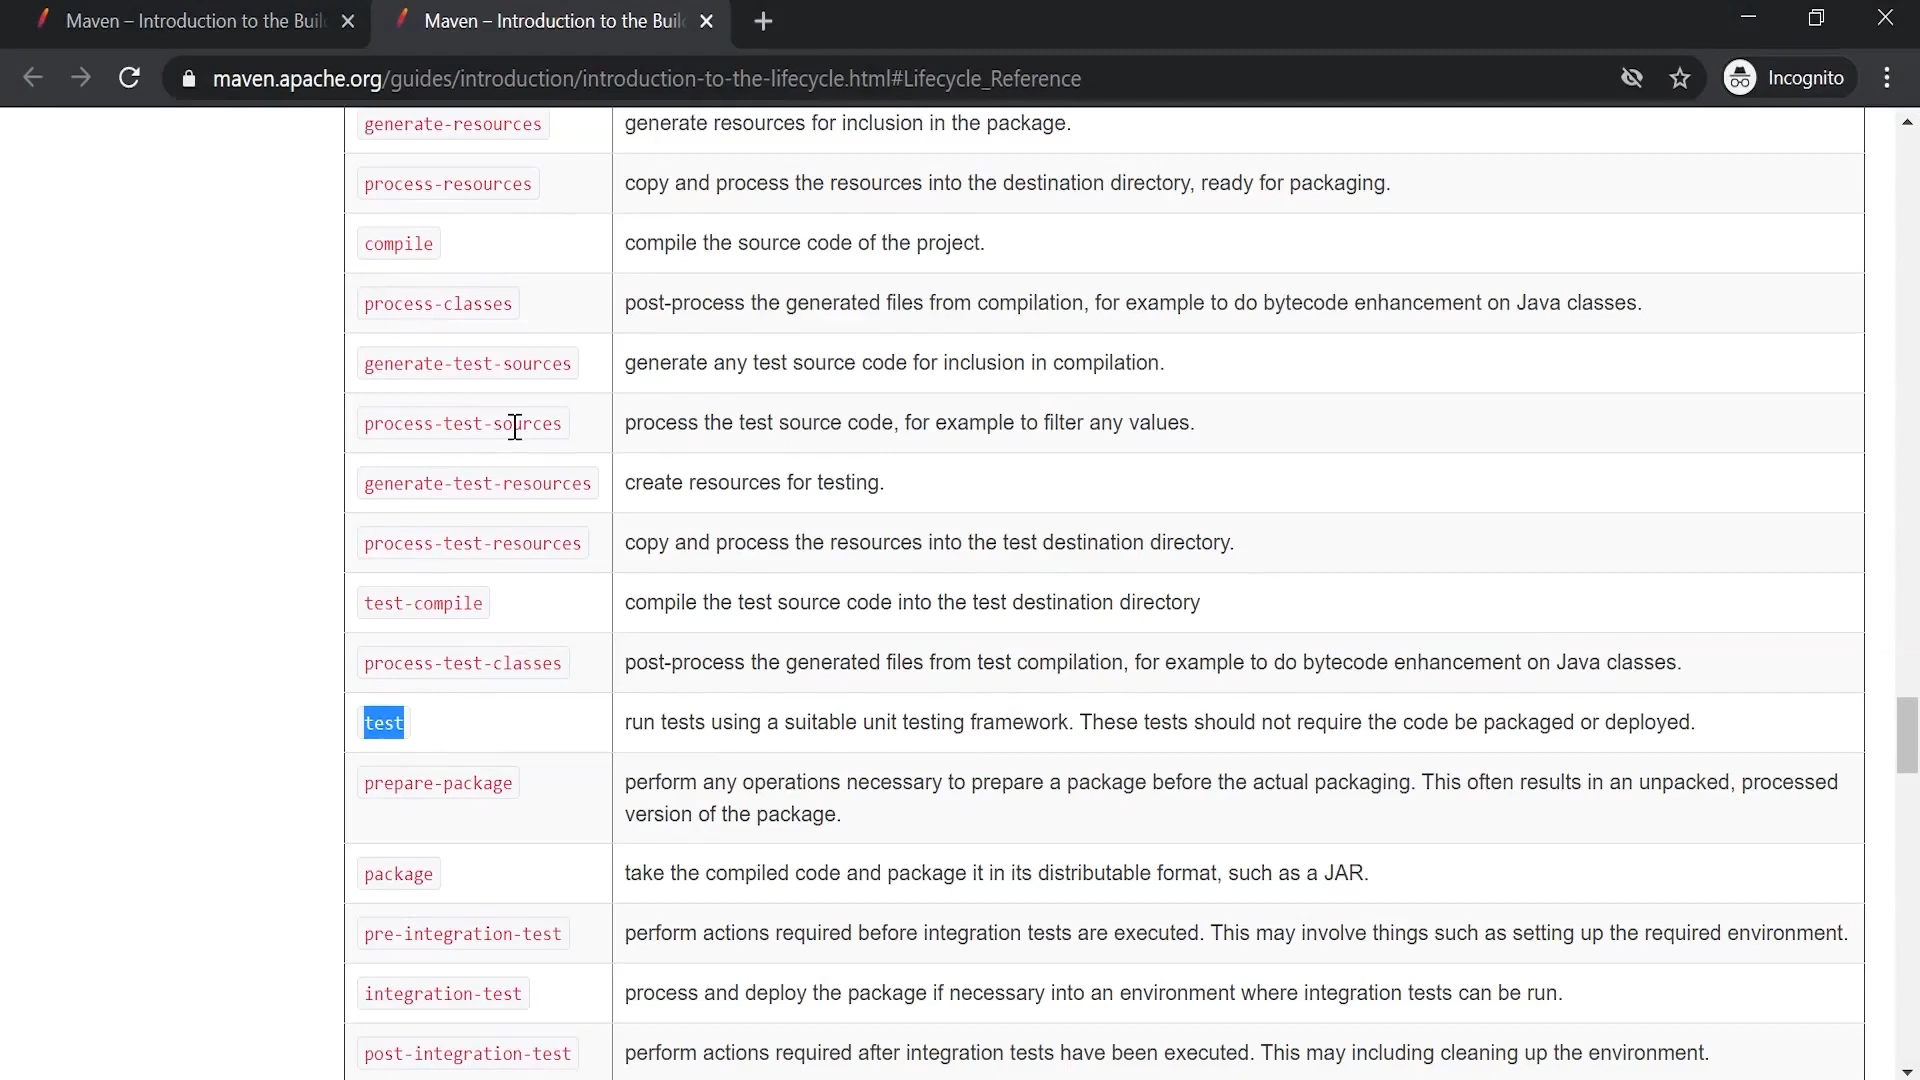 Maven – Introduction to the Buil
Maven – Introduction to the Buil
maven.apache.org/guides/introduction/introduction-to-the-lifecycle.html#Lifecycle_Reference
Incognito
generate-resources generate resources for inclusion in the package.
process-resources copy and process the resources into the destination directory, ready for packaging.
compile compile the source code of the project.
process-classes post-process the generated files from compilation, for example to do bytecode enhancement on Java classes.
generate-test-sources generate any test source code for inclusion in compilation.
process-test-sources process the test source code, for example to filter any values.
generate-test-resources create resources for testing.
process-test-resources copy and process the resources into the test destination directory.
test-compile compile the test source code into the test destination directory
process-test-classes post-process the generated files from test compilation, for example to do bytecode enhancement on Java classes.
test run tests using a suitable unit testing framework. These tests should not require the code be packaged or deployed.
prepare-package perform any operations necessary to prepare a package before the actual packaging. This often results in an unpacked, processed
version of the package.
package take the compiled code and package it in its distributable format, such as a JAR.
pre-integration-test perform actions required before integration tests are executed. This may involve things such as setting up the required environment.
integration-test process and deploy the package if necessary into an environment where integration tests can be run.
post-integration-test perform actions required after integration tests have been executed. This may including cleaning up the environment.